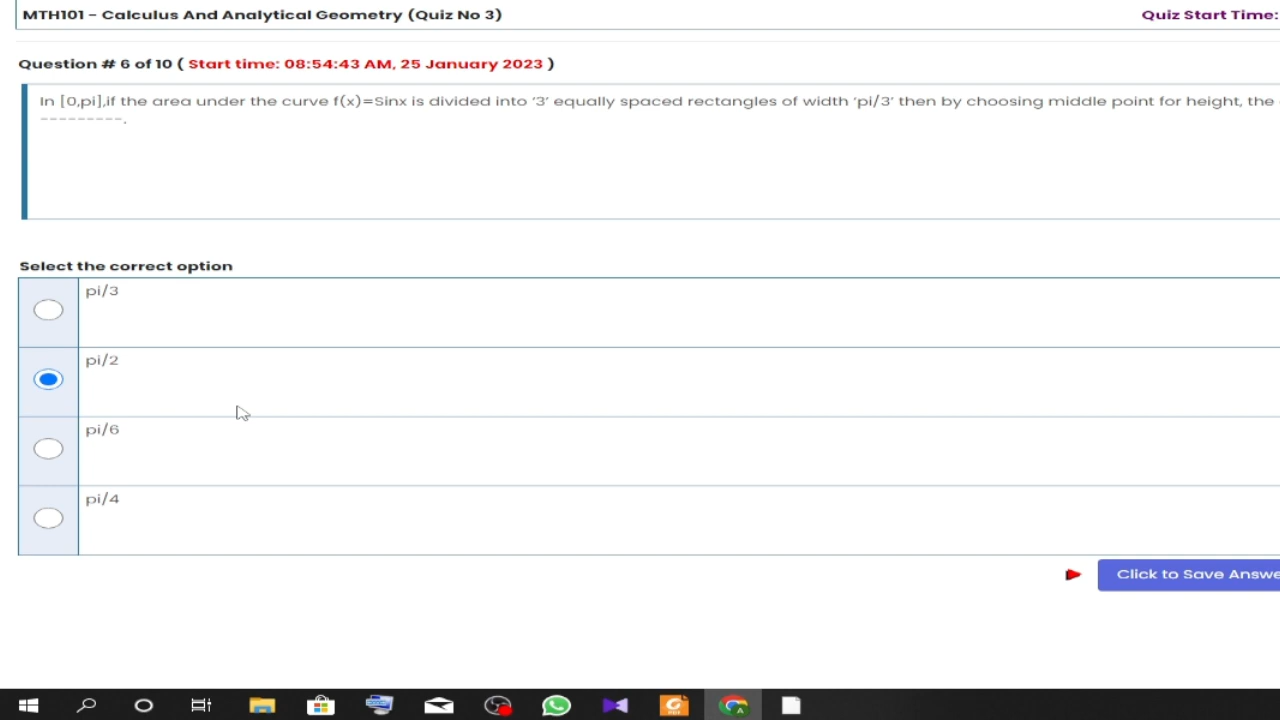 MTH101 - Calculus And Analytical Geometry (Quiz No 3)
Quiz Start Time:
Question # 6 of 10 ( Start time: 08:54:43 AM, 25 January 2023 )
In [0,pi],if the area under the curve f(x)=Sinx is divided into '3' equally spaced rectangles of width 'pi/3' then by choosing middle point for height, the
---------.
Select the correct option
pi/3
pi/2
pi/6
pi/4
Click to Save Answe